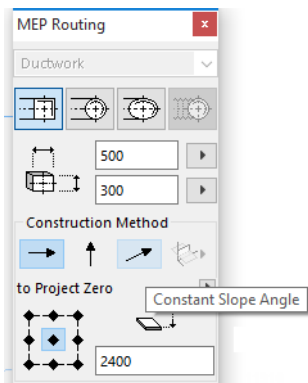 MEP Routing
x
Ductwork
500
300
Construction Method
to Project Zero
Constant Slope Angle
2400